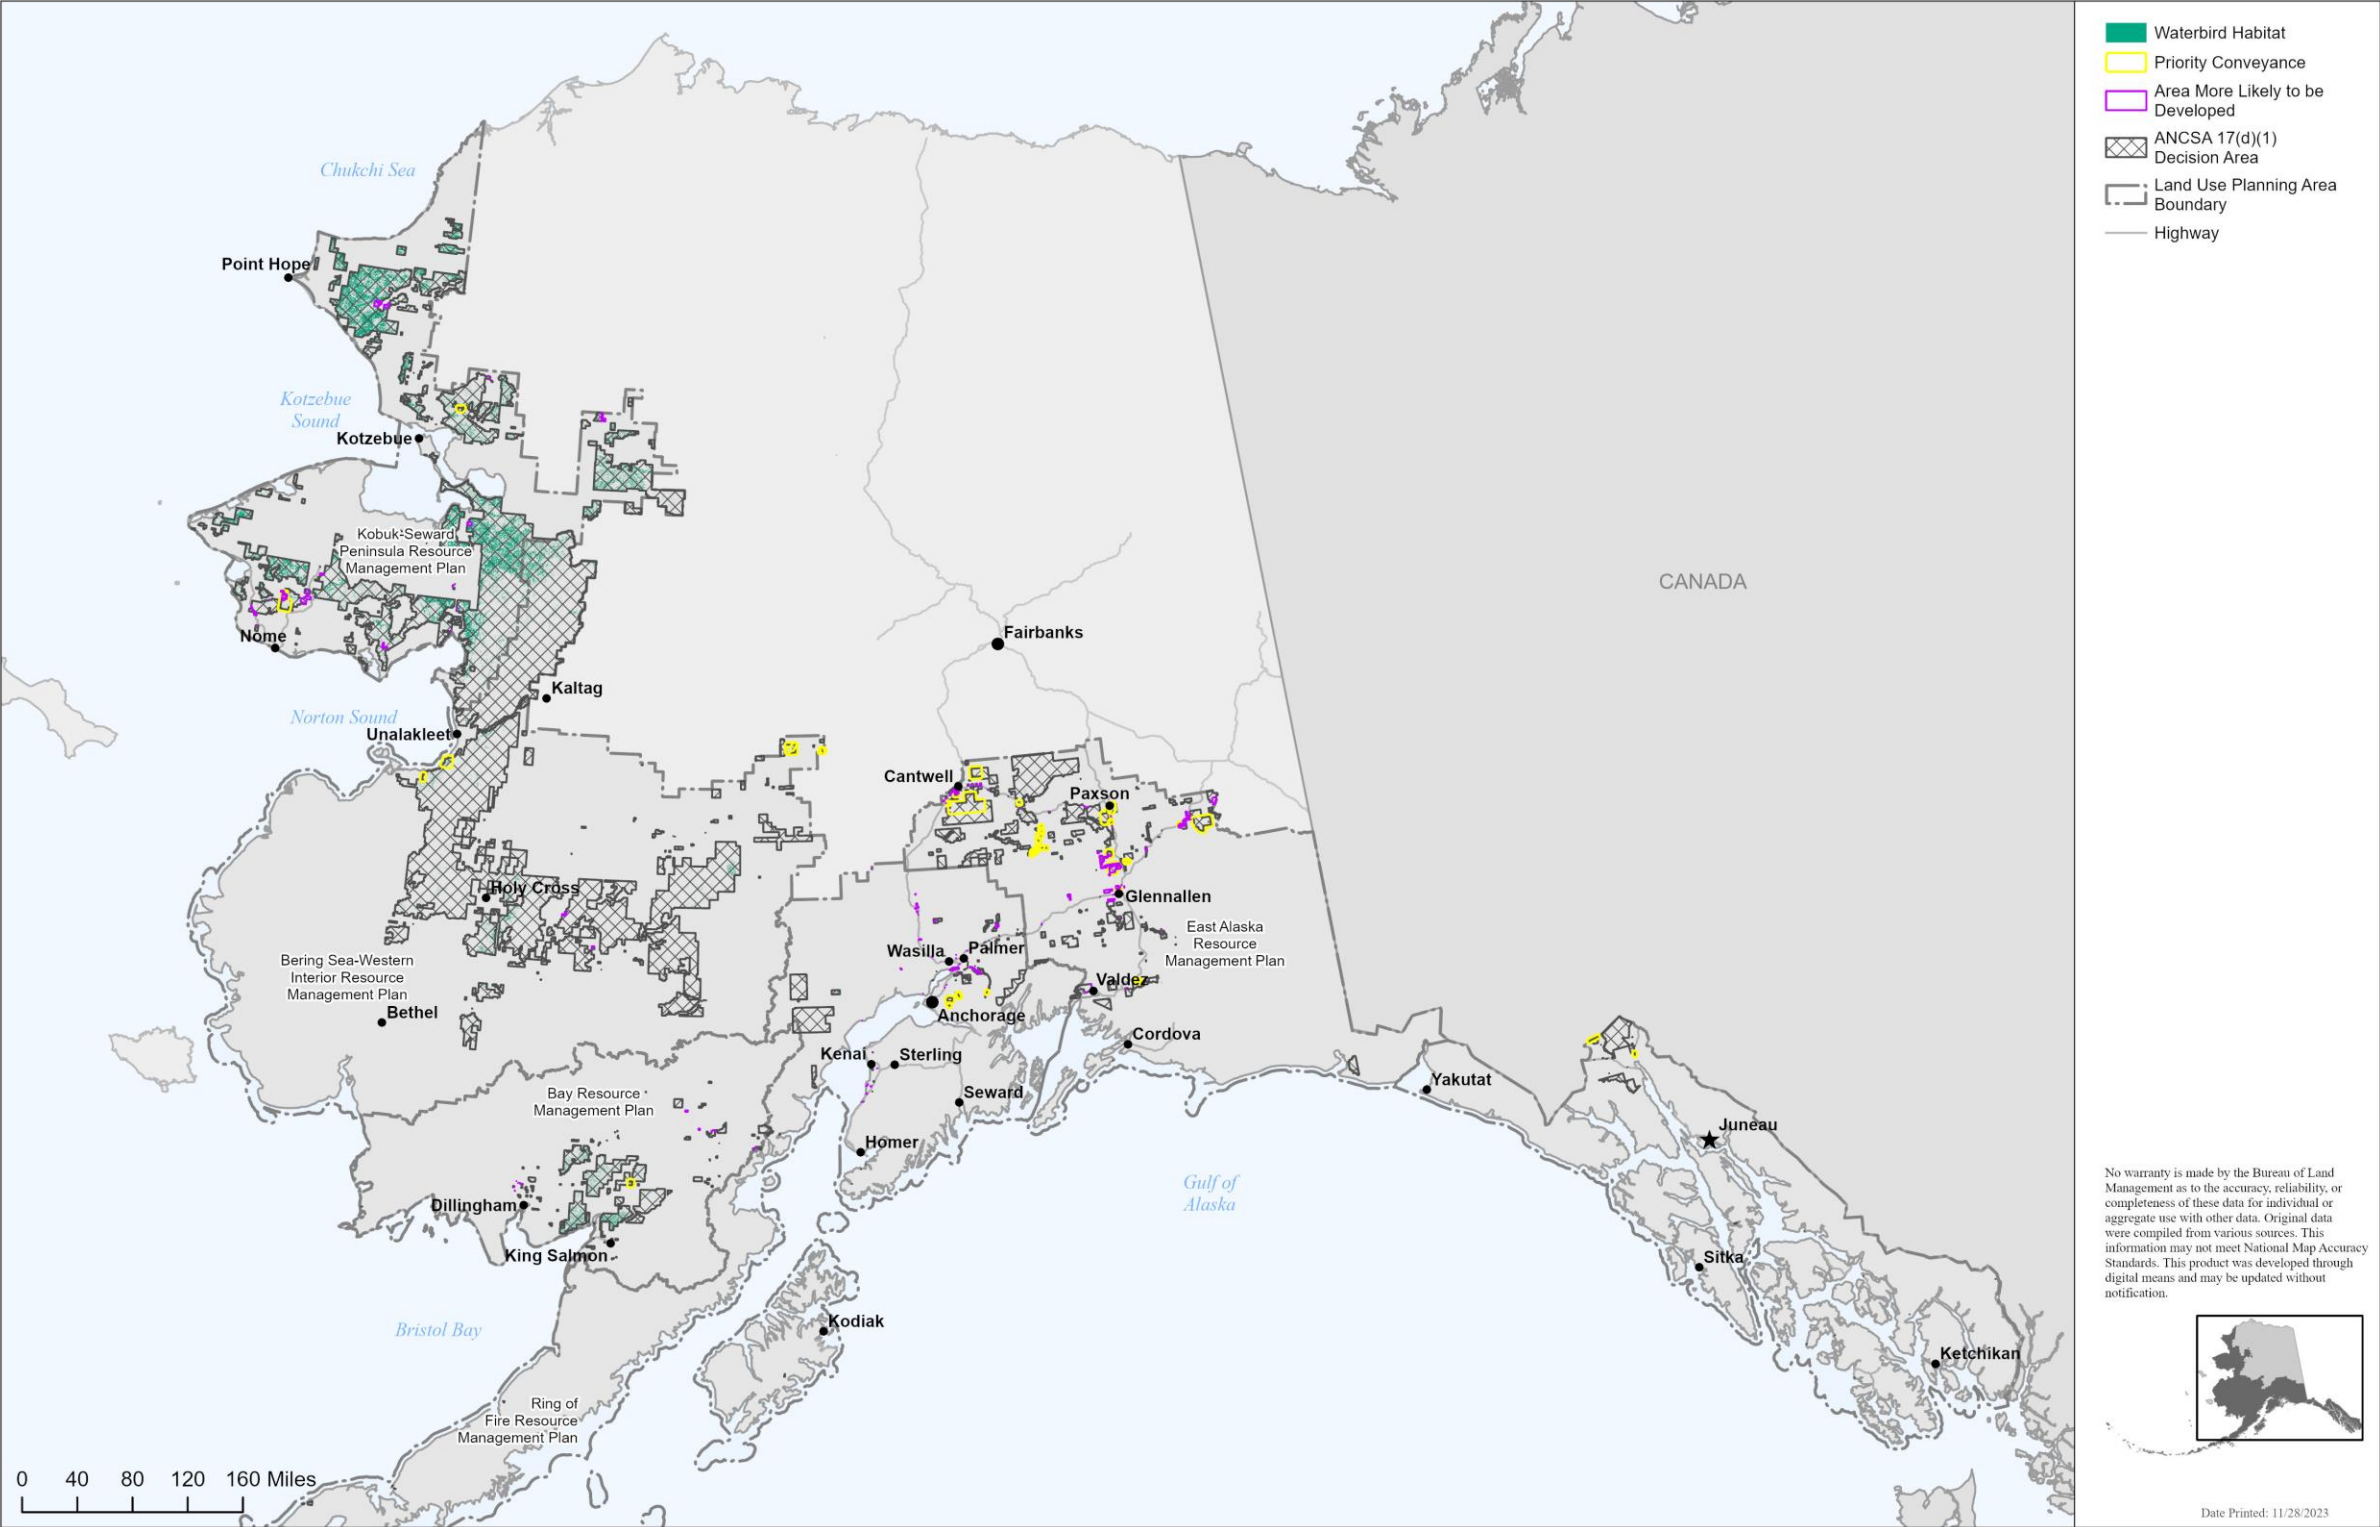 Waterbird Habitat
Priority Conveyance
Area More Likely to be
Developed
ANCSA 17(d)(1)
Decision Area
Land Use Planning Area
Boundary
Highway
Chukchi Sea
Point Hope
Kotzebue
Sound
Kotzebue
Kobuk-Seward
Peninsula Resource
Management Plan
CANADA
Nome
Fairbanks
Kaltag
Norton Sound
Unalakleet
Cantwell
Paxson
Holy Cross
Glennallen
East Alaska
Resource
Management Plan
Wasilla
Palmer
Bering Sea-Western
Interior Resource
Management Plan
Valdez
Bethel
Anchorage
Cordova
Kenai
Sterling
Yakutat
Seward
Bay Resource
Management Plan
Juneau
Homer
Gulf of
Alaska
Dillingham
King Salmon
Sitka
Kodiak
Bristol Bay
Ketchikan
Ring of
Fire Resource
Management Plan
0 40 80 120 160 Miles
No warranty is made by the Bureau of Land
Management as to the accuracy, reliability, or
completeness of these data for individual or
aggregate use with other data. Original data
were compiled from various sources. This
information may not meet National Map Accuracy
Standards. This product was developed through
digital means and may be updated without
notification.
Date Printed: 11/28/2023